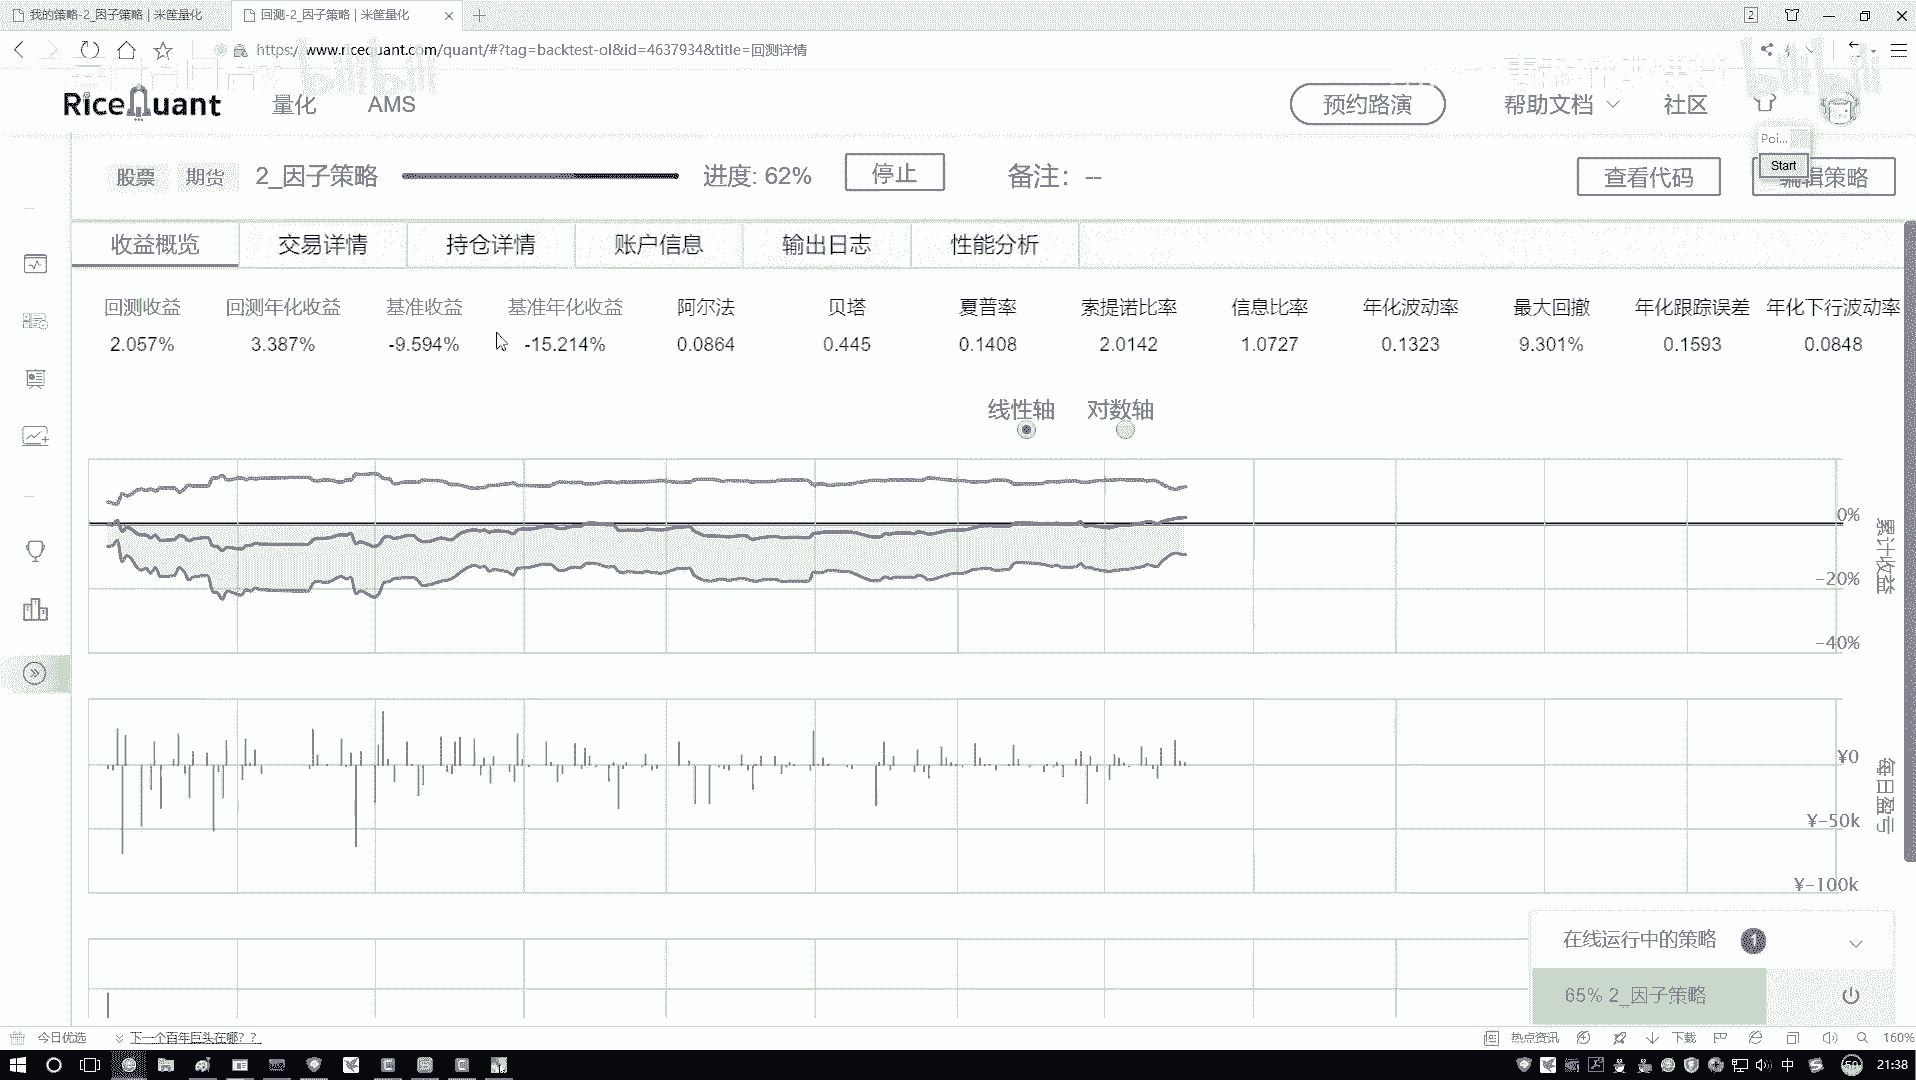 我的策略-2_因子策略 | 米筐量化
回测-2_因子策略 | 米筐量化
2
https://www.ricequant.com/quant/#?tag=backtest-ol&id=4637934&title=回测详情
bilibili
bilibili
RiceQuant
量化
AMS
预约路演
帮助文档
社区
Poi...
Start
股票
期货
2_因子策略
进度: 62%
停止
备注: --
查看代码
编辑策略
收益概览
交易详情
持仓详情
账户信息
输出日志
性能分析
回测收益 回测年化收益 基准收益 基准年化收益 阿尔法 贝塔 夏普率 索提诺比率 信息比率 年化波动率 最大回撤 年化跟踪误差 年化下行波动率
2.057% 3.387% -9.594% -15.214% 0.0864 0.445 0.1408 2.0142 1.0727 0.1323 9.301% 0.1593 0.0848
线性轴 对数轴
0%
-20%
-40%
累计收益
¥0
¥-50k
¥-100k
每日盈亏
在线运行中的策略 1
65% 2_因子策略
今日优选
下一个百年巨头在哪？？
热点资讯
下载
160%
中
50
21:38